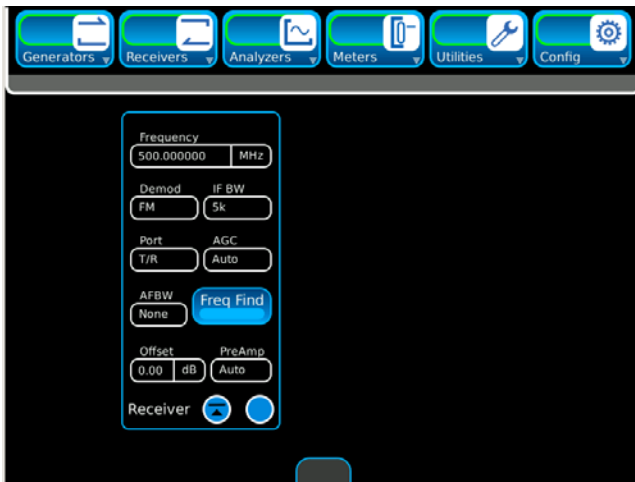 Generators Receivers Analyzers Meters Utilities Config
Frequency
500.000000 MHz
Demod IF BW
FM 5k
Port AGC
T/R Auto
AFBW Freq Find
None
Offset PreAmp
0.00 dB Auto
Receiver